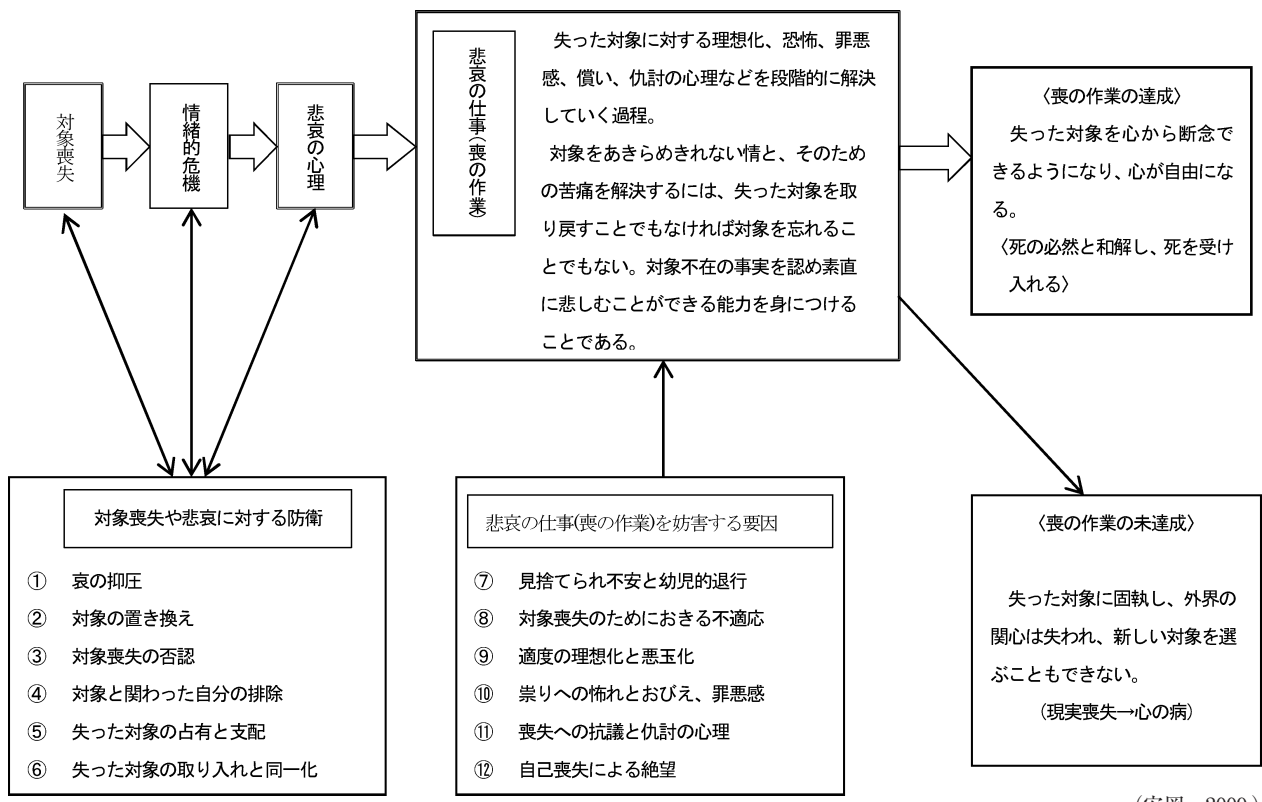 対象喪失
情緒的危機
悲哀の心理
悲哀の仕事(喪の作業)
失った対象に対する理想化、恐怖、罪悪
感、償い、仇討の心理などを段階的に解決
していく過程。
対象をあきらめきれない情と、そのため
の苦痛を解決するには、失った対象を取
り戻すことでもなければ対象を忘れるこ
とでもない。対象不在の事実を認め素直
に悲しむことができる能力を身につける
ことである。
〈喪の作業の達成〉
失った対象を心から断念で
きるようになり、心が自由にな
る。
〈死の必然と和解し、死を受け
入れる〉
対象喪失や悲哀に対する防衛
① 哀の抑圧
② 対象の置き換え
③ 対象喪失の否認
④ 対象と関わった自分の排除
⑤ 失った対象の占有と支配
⑥ 失った対象の取り入れと同一化
悲哀の仕事(喪の作業)を妨害する要因
⑦ 見捨てられ不安と幼児的退行
⑧ 対象喪失のためにおきる不適応
⑨ 適度の理想化と悪玉化
⑩ 祟りへの怖れとおびえ、罪悪感
⑪ 喪失への抗議と仇討の心理
⑫ 自己喪失による絶望
〈喪の作業の未達成〉
失った対象に固執し、外界の
関心は失われ、新しい対象を選
ぶこともできない。
(現実喪失→心の病)